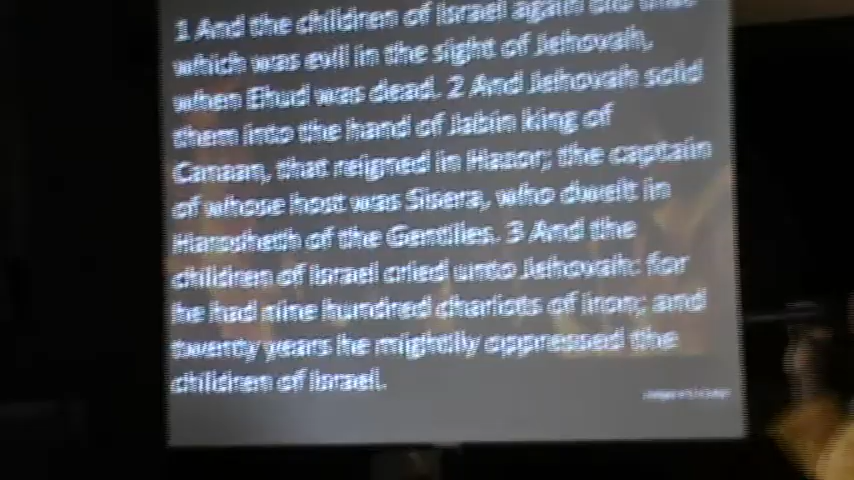 1 And the children of Israel again did that
which was evil in the sight of Jehovah,
when Ehud was dead. 2 And Jehovah sold
them into the hand of Jabin king of
Canaan, that reigned in Hazor; the captain
of whose host was Sisera, who dwelt in
Harosheth of the Gentiles. 3 And the
children of Israel cried unto Jehovah: for
he had nine hundred chariots of iron; and
twenty years he mightily oppressed the
children of Israel.